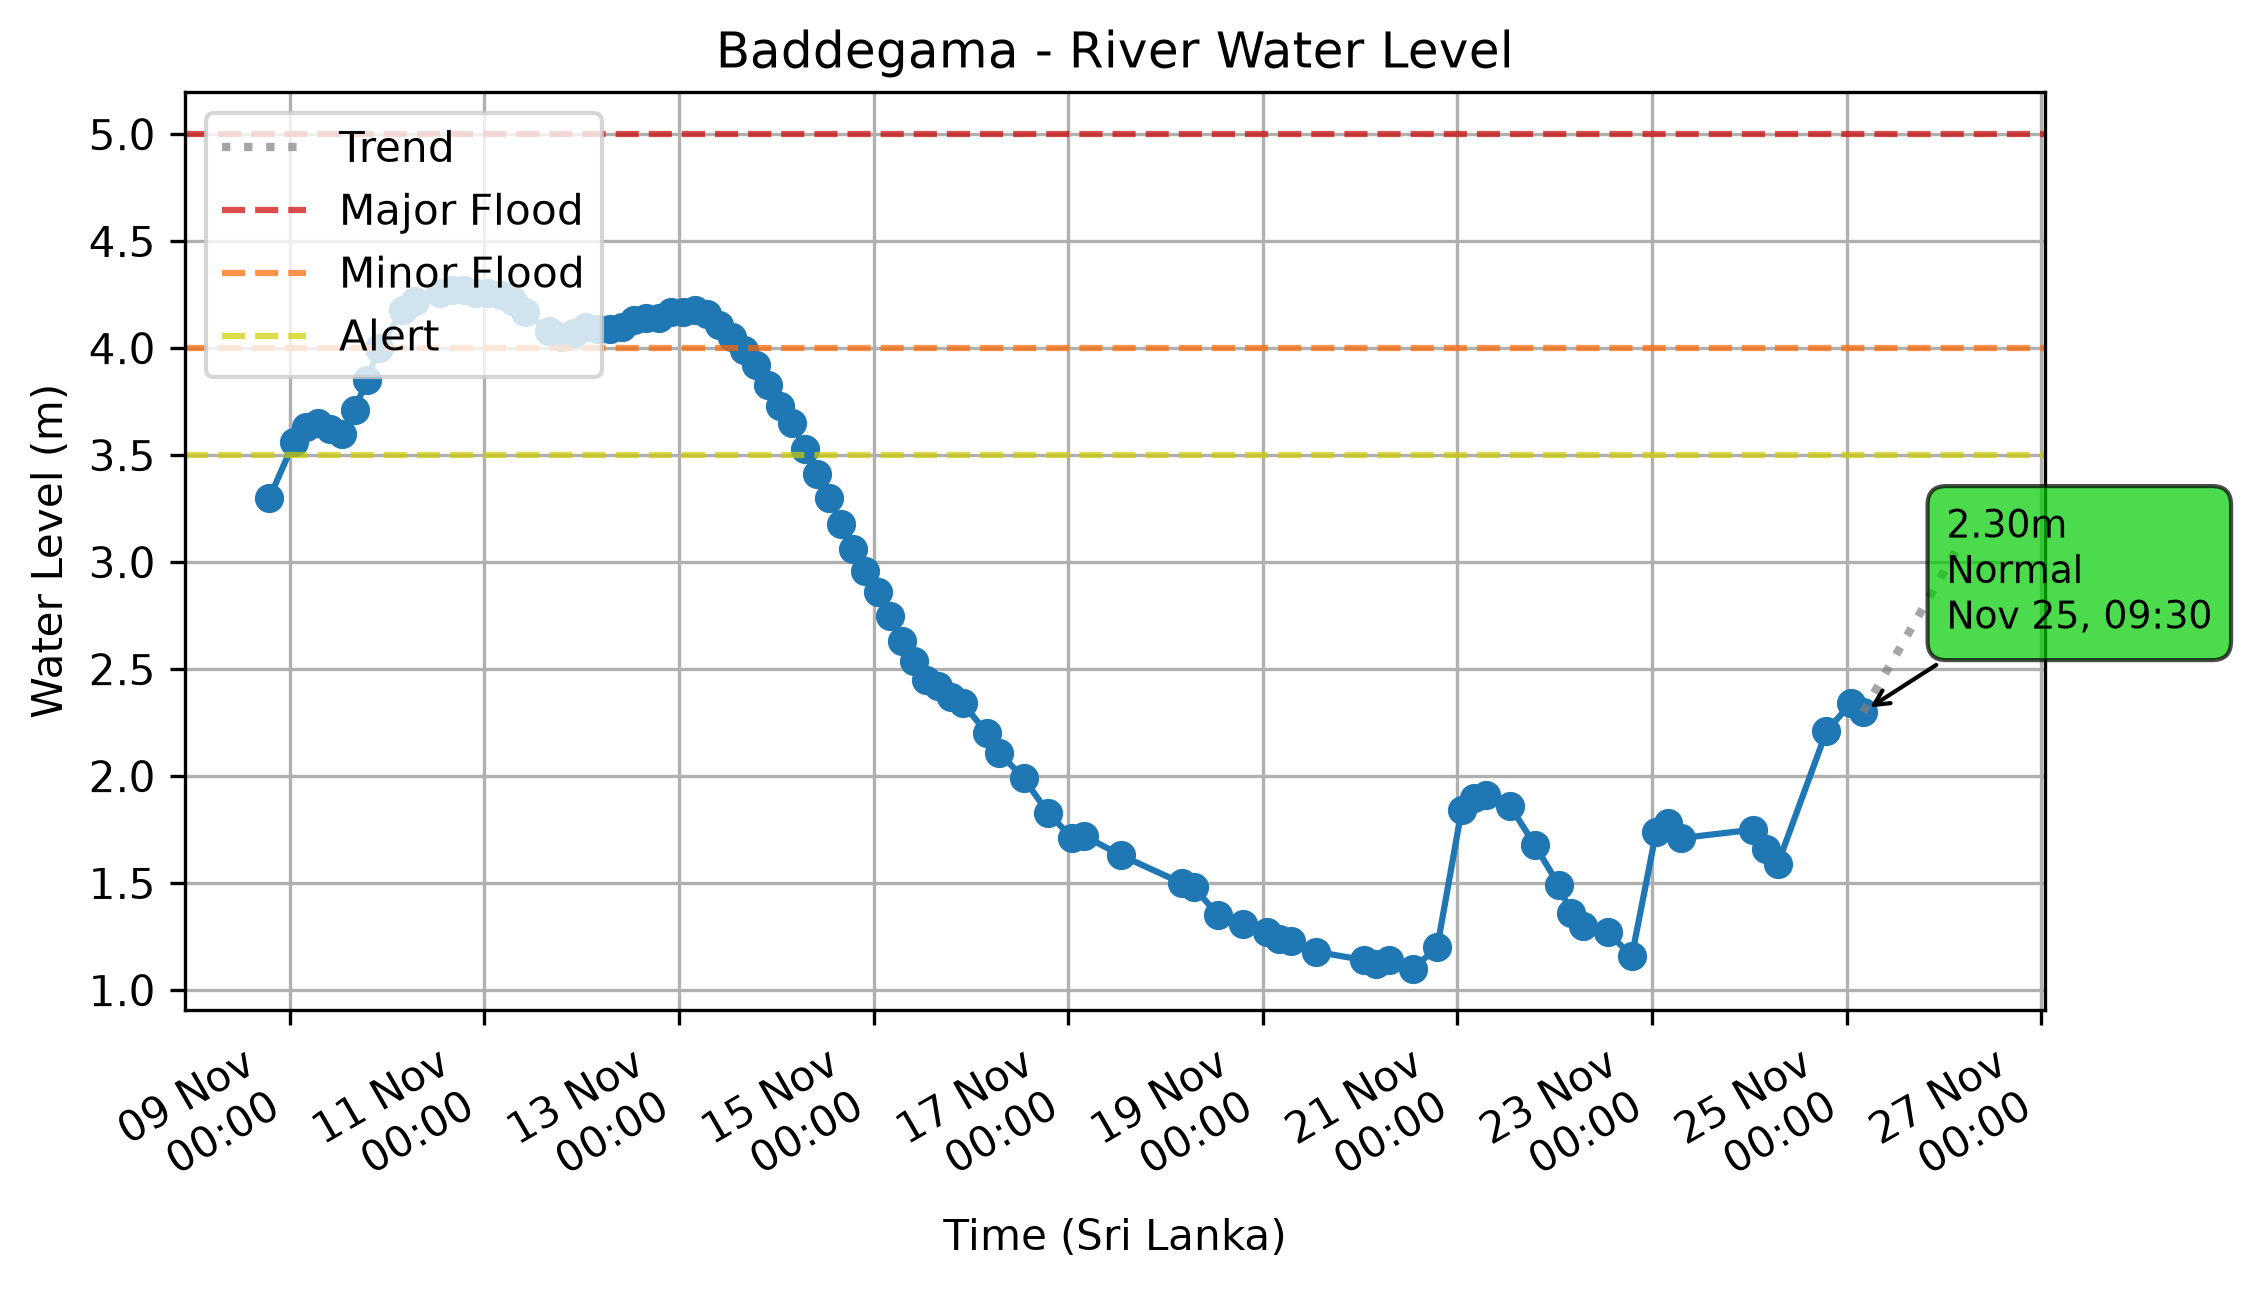 Baddegama - River Water Level
Trend
Major Flood
Minor Flood
Alert
5.0
4.5
4.0
3.5
3.0
2.5
2.0
1.5
1.0
Water Level (m)
2.30m
Normal
Nov 25, 09:30
09 Nov
00:00
11 Nov
00:00
13 Nov
00:00
15 Nov
00:00
17 Nov
00:00
19 Nov
00:00
21 Nov
00:00
23 Nov
00:00
25 Nov
00:00
27 Nov
00:00
Time (Sri Lanka)